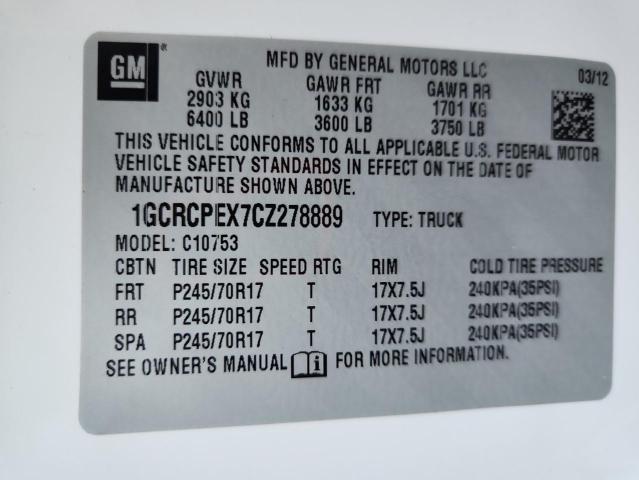 GM
MFD BY GENERAL MOTORS LLC
03/12
GVWR GAWR FRT GAWR RR
2903 KG 1633 KG 1701 KG
6400 LB 3600 LB 3750 LB
THIS VEHICLE CONFORMS TO ALL APPLICABLE U.S. FEDERAL MOTOR
VEHICLE SAFETY STANDARDS IN EFFECT ON THE DATE OF
MANUFACTURE SHOWN ABOVE.
1GCRCPEX7CZ278889 TYPE: TRUCK
MODEL: C10753
CBTN TIRE SIZE SPEED RTG RIM COLD TIRE PRESSURE
FRT P245/70R17 T 17X7.5J 240KPA(35PSI)
RR P245/70R17 T 17X7.5J 240KPA(35PSI)
SPA P245/70R17 T 17X7.5J 240KPA(35PSI)
SEE OWNER'S MANUAL i FOR MORE INFORMATION.